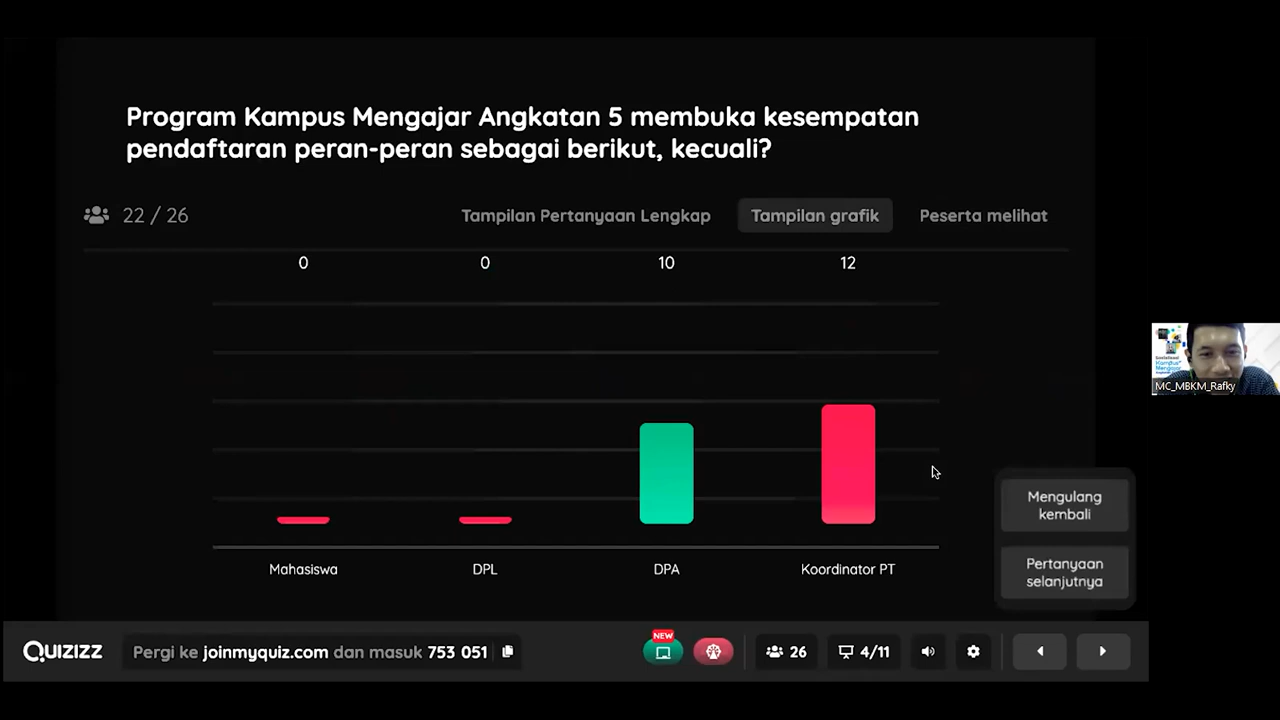 Program Kampus Mengajar Angkatan 5 membuka kesempatan
pendaftaran peran-peran sebagai berikut, kecuali?
22 / 26
Tampilan Pertanyaan Lengkap
Tampilan grafik
Peserta melihat
0
0
10
12
Mahasiswa
DPL
DPA
Koordinator PT
Mengulang
kembali
Pertanyaan
selanjutnya
Kampus
Mengajar
MC_MBKM_Rafky
QUIZIZZ
Pergi ke joinmyquiz.com dan masuk 753 051
NEW
26
4/11